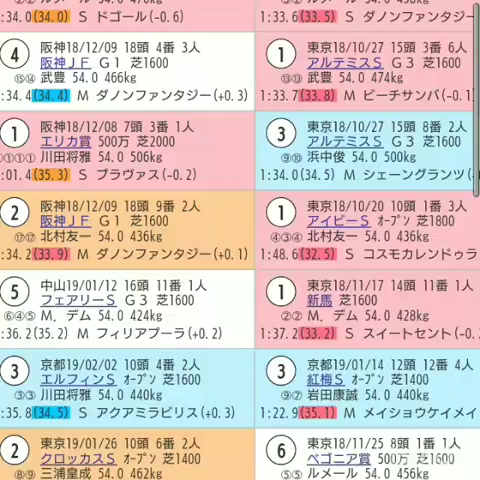 :34.0(34.0) S ドゴール(-0.6)
1:33.6(33.5) S ダノンファンタジー
4
阪神18/12/09 18頭 4番 3人
阪神ＪＦ Ｇ１ 芝1600
⑮⑭ 武豊 54.0 466kg
:34.4(34.4) M ダノンファンタジー(+0.3)
1
東京18/10/27 15頭 3番 6人
アルテミスＳ Ｇ３ 芝1600
⑬⑬ 武豊 54.0 474kg
1:33.7(33.8) M ビーチサンバ(-0.1)
1
阪神18/12/08 7頭 3番 1人
エリカ賞 500万 芝2000
①①①① 川田将雅 54.0 506kg
:01.4(35.3) S ブラヴァス(-0.2)
3
東京18/10/27 15頭 8番 2人
アルテミスＳ Ｇ３ 芝1600
⑨⑩ 浜中俊 54.0 500kg
1:34.0(34.5) M シェーングランツ(
2
阪神18/12/09 18頭 9番 2人
阪神ＪＦ Ｇ１ 芝1600
⑰⑰ 北村友一 54.0 436kg
:34.2(33.9) M ダノンファンタジー(+0.1)
1
東京18/10/20 10頭 1番 3人
アイビーＳ オープン 芝1800
④③④ 北村友一 54.0 436kg
1:48.6(32.5) S コスモカレンドゥラ
5
中山19/01/12 16頭 11番 1人
フェアリーＳ Ｇ３ 芝1600
⑥④⑤ Ｍ．デム 54.0 424kg
:36.2(35.2) M フィリアプーラ(+0.2)
1
東京18/11/17 14頭 11番 1人
新馬 芝1600
②② Ｍ．デム 54.0 428kg
1:37.2(33.2) S スイートセント(-0.
3
京都19/02/02 10頭 4番 2人
エルフィンＳ オープン 芝1600
③③ 川田将雅 54.0 440kg
:35.8(34.5) S アクアミラビリス(+0.3)
3
京都19/01/14 12頭 12番 4人
紅梅Ｓ オープン 芝1400
⑨⑦ 岩田康誠 54.0 440kg
1:22.9(35.1) M メイショウケイメイ
2
東京19/01/26 10頭 6番 2人
クロッカスＳ オープン 芝1400
⑧⑨ 三浦皇成 54.0 462kg
6
東京18/11/25 8頭 1番 1人
ベゴニア賞 500万 芝1600
⑤⑤ ルメール 54.0 456kg